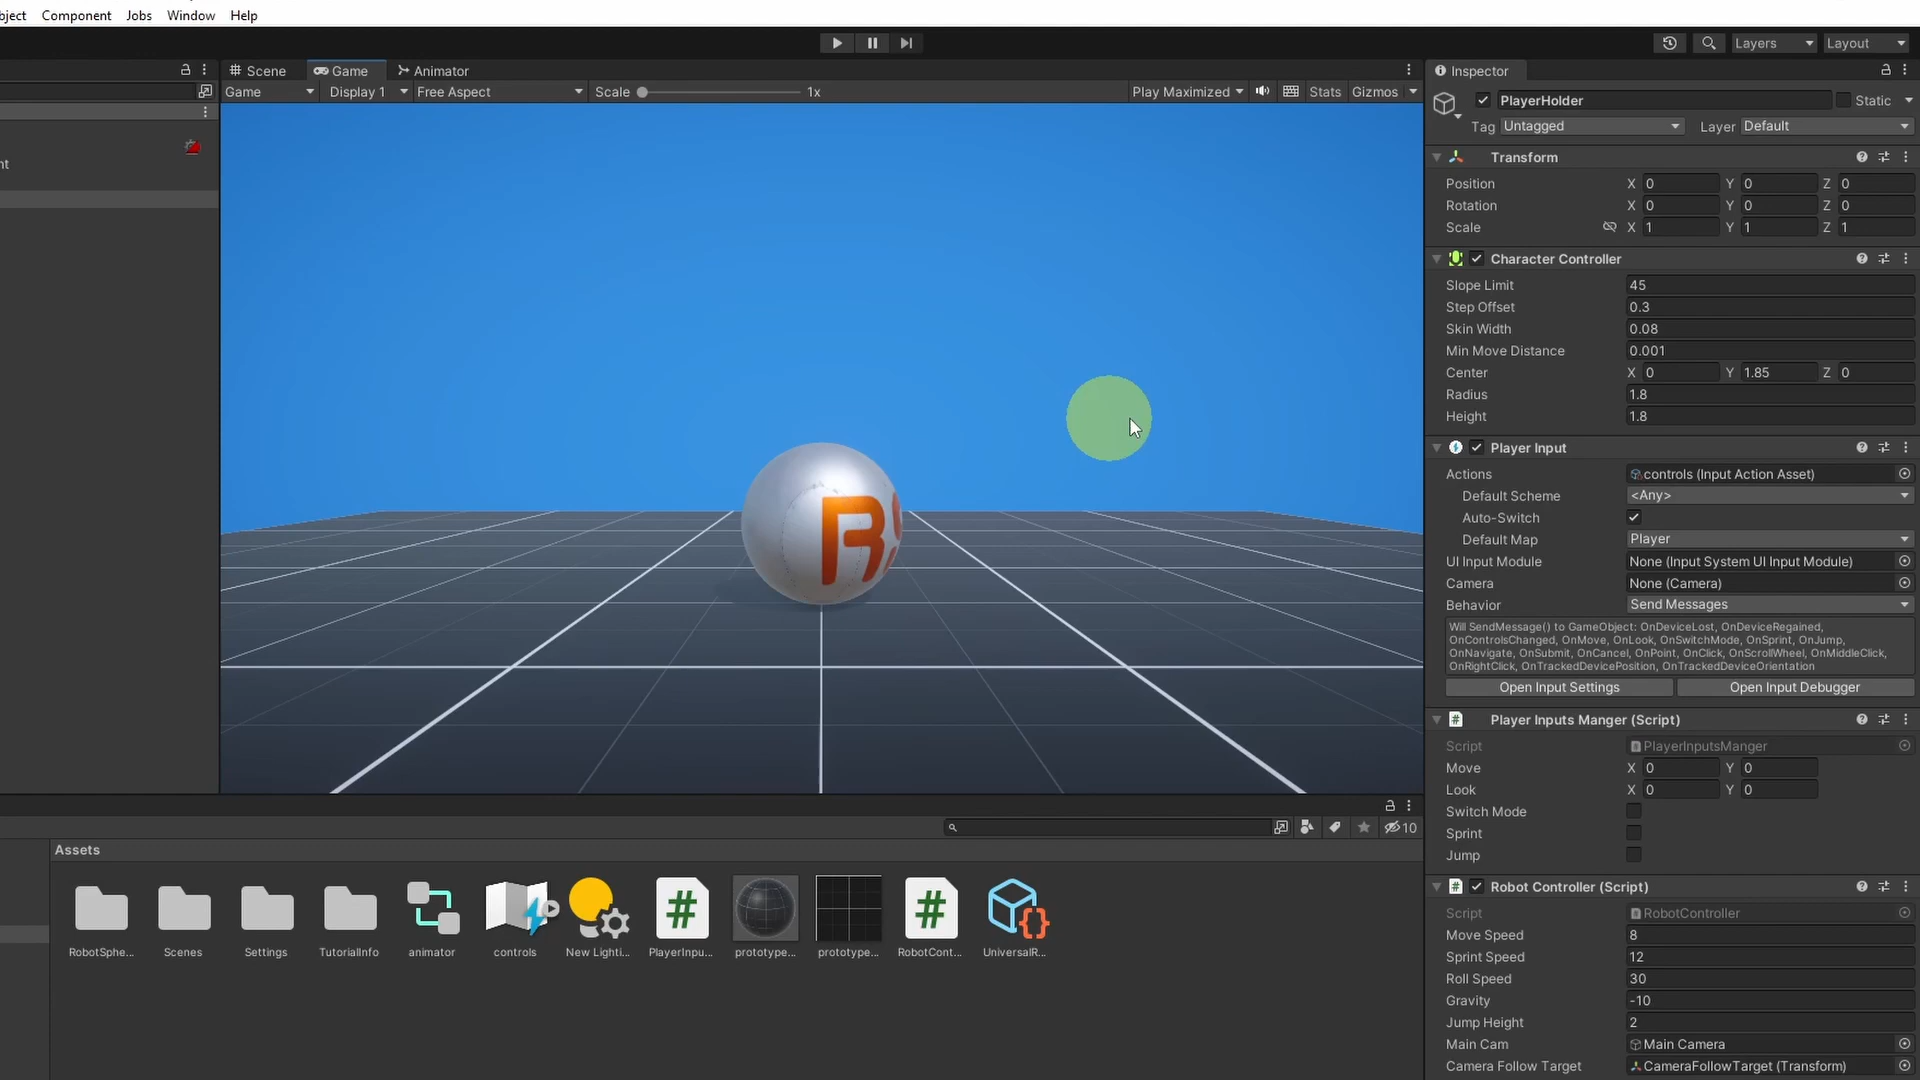 bject Component Jobs Window Help
Layers Layout
Scene Game Animator
Game Display 1 Free Aspect Scale 1x Play Maximized Stats Gizmos
nt
Inspector
PlayerHolder Static
Tag Untagged Layer Default
Transform
Position X 0 Y 0 Z 0
Rotation X 0 Y 0 Z 0
Scale X 1 Y 1 Z 1
Character Controller
Slope Limit 45
Step Offset 0.3
Skin Width 0.08
Min Move Distance 0.001
Center X 0 Y 1.85 Z 0
Radius 1.8
Height 1.8
Player Input
Actions controls (Input Action Asset)
Default Scheme <Any>
Auto-Switch
Default Map Player
UI Input Module None (Input System UI Input Module)
Camera None (Camera)
Behavior Send Messages
Will SendMessage() to GameObject: OnDeviceLost, OnDeviceRegained,
OnControlsChanged, OnMove, OnLook, OnSwitchMode, OnSprint, OnJump,
OnNavigate, OnSubmit, OnCancel, OnPoint, OnClick, OnScrollWheel, OnMiddleClick,
OnRightClick, OnTrackedDevicePosition, OnTrackedDeviceOrientation
Open Input Settings Open Input Debugger
Player Inputs Manger (Script)
Script PlayerInputsManger
Move X 0 Y 0
Look X 0 Y 0
Switch Mode
Sprint
Jump
Robot Controller (Script)
Script RobotController
Move Speed 8
Sprint Speed 12
Roll Speed 30
Gravity -10
Jump Height 2
Main Cam Main Camera
Camera Follow Target CameraFollowTarget (Transform)
R
10
Assets
RobotSphe... Scenes Settings TutorialInfo animator controls New Lighti... PlayerInpu... prototype... prototype... RobotCont... UniversalR...